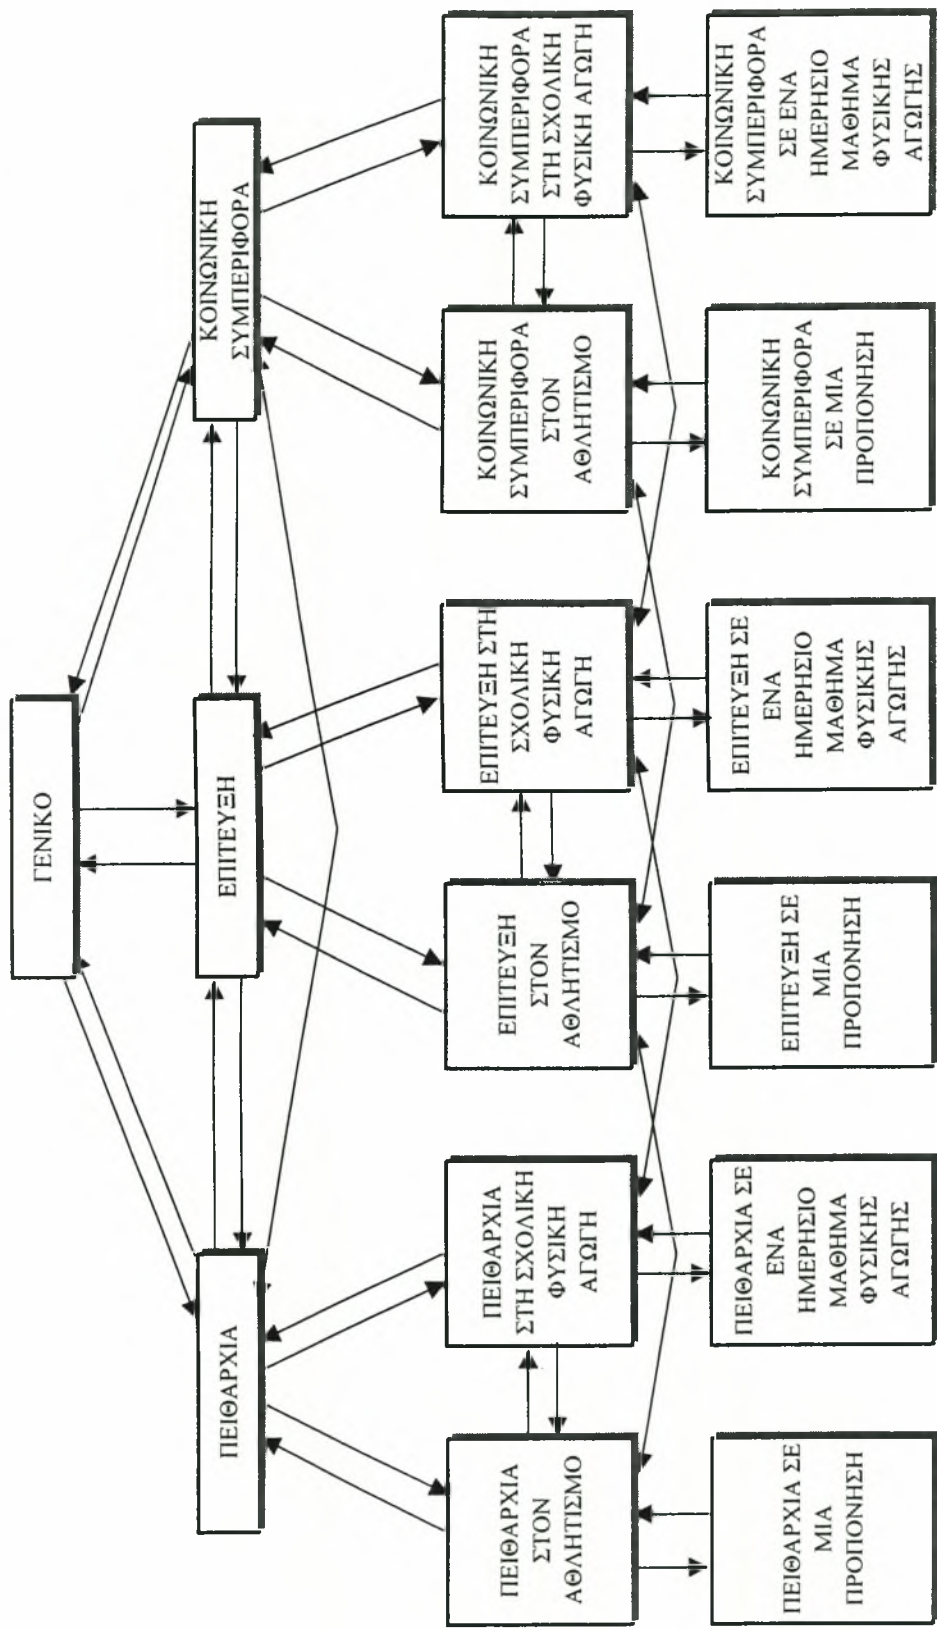 ΓΕΝΙΚΟ
ΠΕΙΘΑΡΧΙΑ
ΕΠΙΤΕΥΞΗ
ΚΟΙΝΩΝΙΚΗ
ΣΥΜΠΕΡΙΦΟΡΑ
ΠΕΙΘΑΡΧΙΑ
ΣΤΟΝ
ΑΘΛΗΤΙΣΜΟ
ΠΕΙΘΑΡΧΙΑ
ΣΤΗ ΣΧΟΛΙΚΗ
ΦΥΣΙΚΗ
ΑΓΩΓΗ
ΕΠΙΤΕΥΞΗ
ΣΤΟΝ
ΑΘΛΗΤΙΣΜΟ
ΕΠΙΤΕΥΞΗ ΣΤΗ
ΣΧΟΛΙΚΗ
ΦΥΣΙΚΗ
ΑΓΩΓΗ
ΚΟΙΝΩΝΙΚΗ
ΣΥΜΠΕΡΙΦΟΡΑ
ΣΤΟΝ
ΑΘΛΗΤΙΣΜΟ
ΚΟΙΝΩΝΙΚΗ
ΣΥΜΠΕΡΙΦΟΡΑ
ΣΤΗ ΣΧΟΛΙΚΗ
ΦΥΣΙΚΗ ΑΓΩΓΗ
ΠΕΙΘΑΡΧΙΑ ΣΕ
ΜΙΑ
ΠΡΟΠΟΝΗΣΗ
ΠΕΙΘΑΡΧΙΑ ΣΕ
ΕΝΑ
ΗΜΕΡΗΣΙΟ
ΜΑΘΗΜΑ
ΦΥΣΙΚΗΣ
ΑΓΩΓΗΣ
ΕΠΙΤΕΥΞΗ ΣΕ
ΜΙΑ
ΠΡΟΠΟΝΗΣΗ
ΕΠΙΤΕΥΞΗ ΣΕ
ΕΝΑ
ΗΜΕΡΗΣΙΟ
ΜΑΘΗΜΑ
ΦΥΣΙΚΗΣ
ΑΓΩΓΗΣ
ΚΟΙΝΩΝΙΚΗ
ΣΥΜΠΕΡΙΦΟΡΑ
ΣΕ ΜΙΑ
ΠΡΟΠΟΝΗΣΗ
ΚΟΙΝΩΝΙΚΗ
ΣΥΜΠΕΡΙΦΟΡΑ
ΣΕ ΕΝΑ
ΗΜΕΡΗΣΙΟ
ΜΑΘΗΜΑ
ΦΥΣΙΚΗΣ
ΑΓΩΓΗΣ